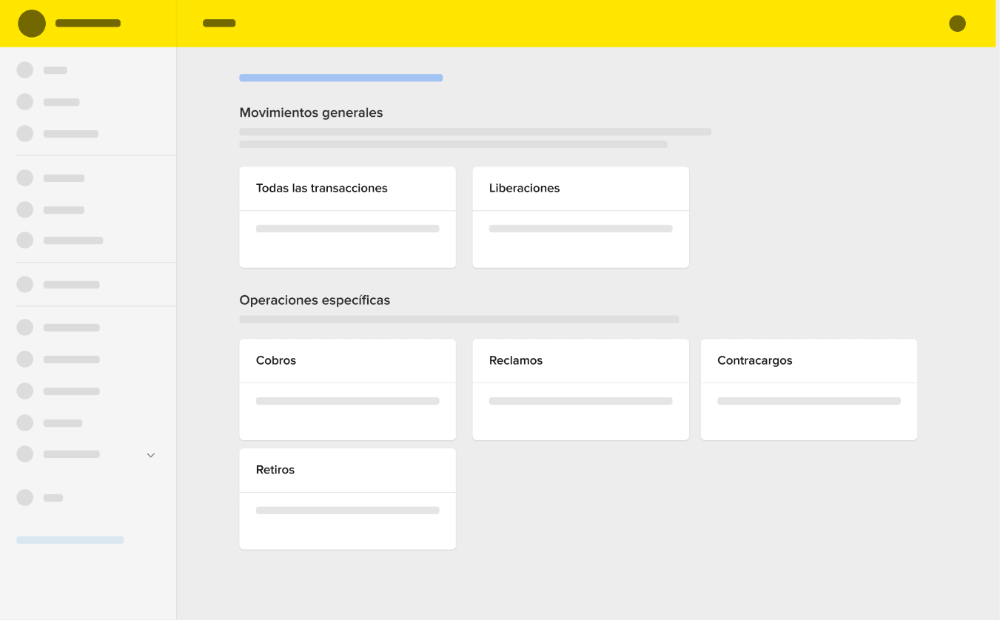 Movimientos generales
Todas las transacciones
Liberaciones
Operaciones específicas
Cobros
Reclamos
Contracargos
Retiros